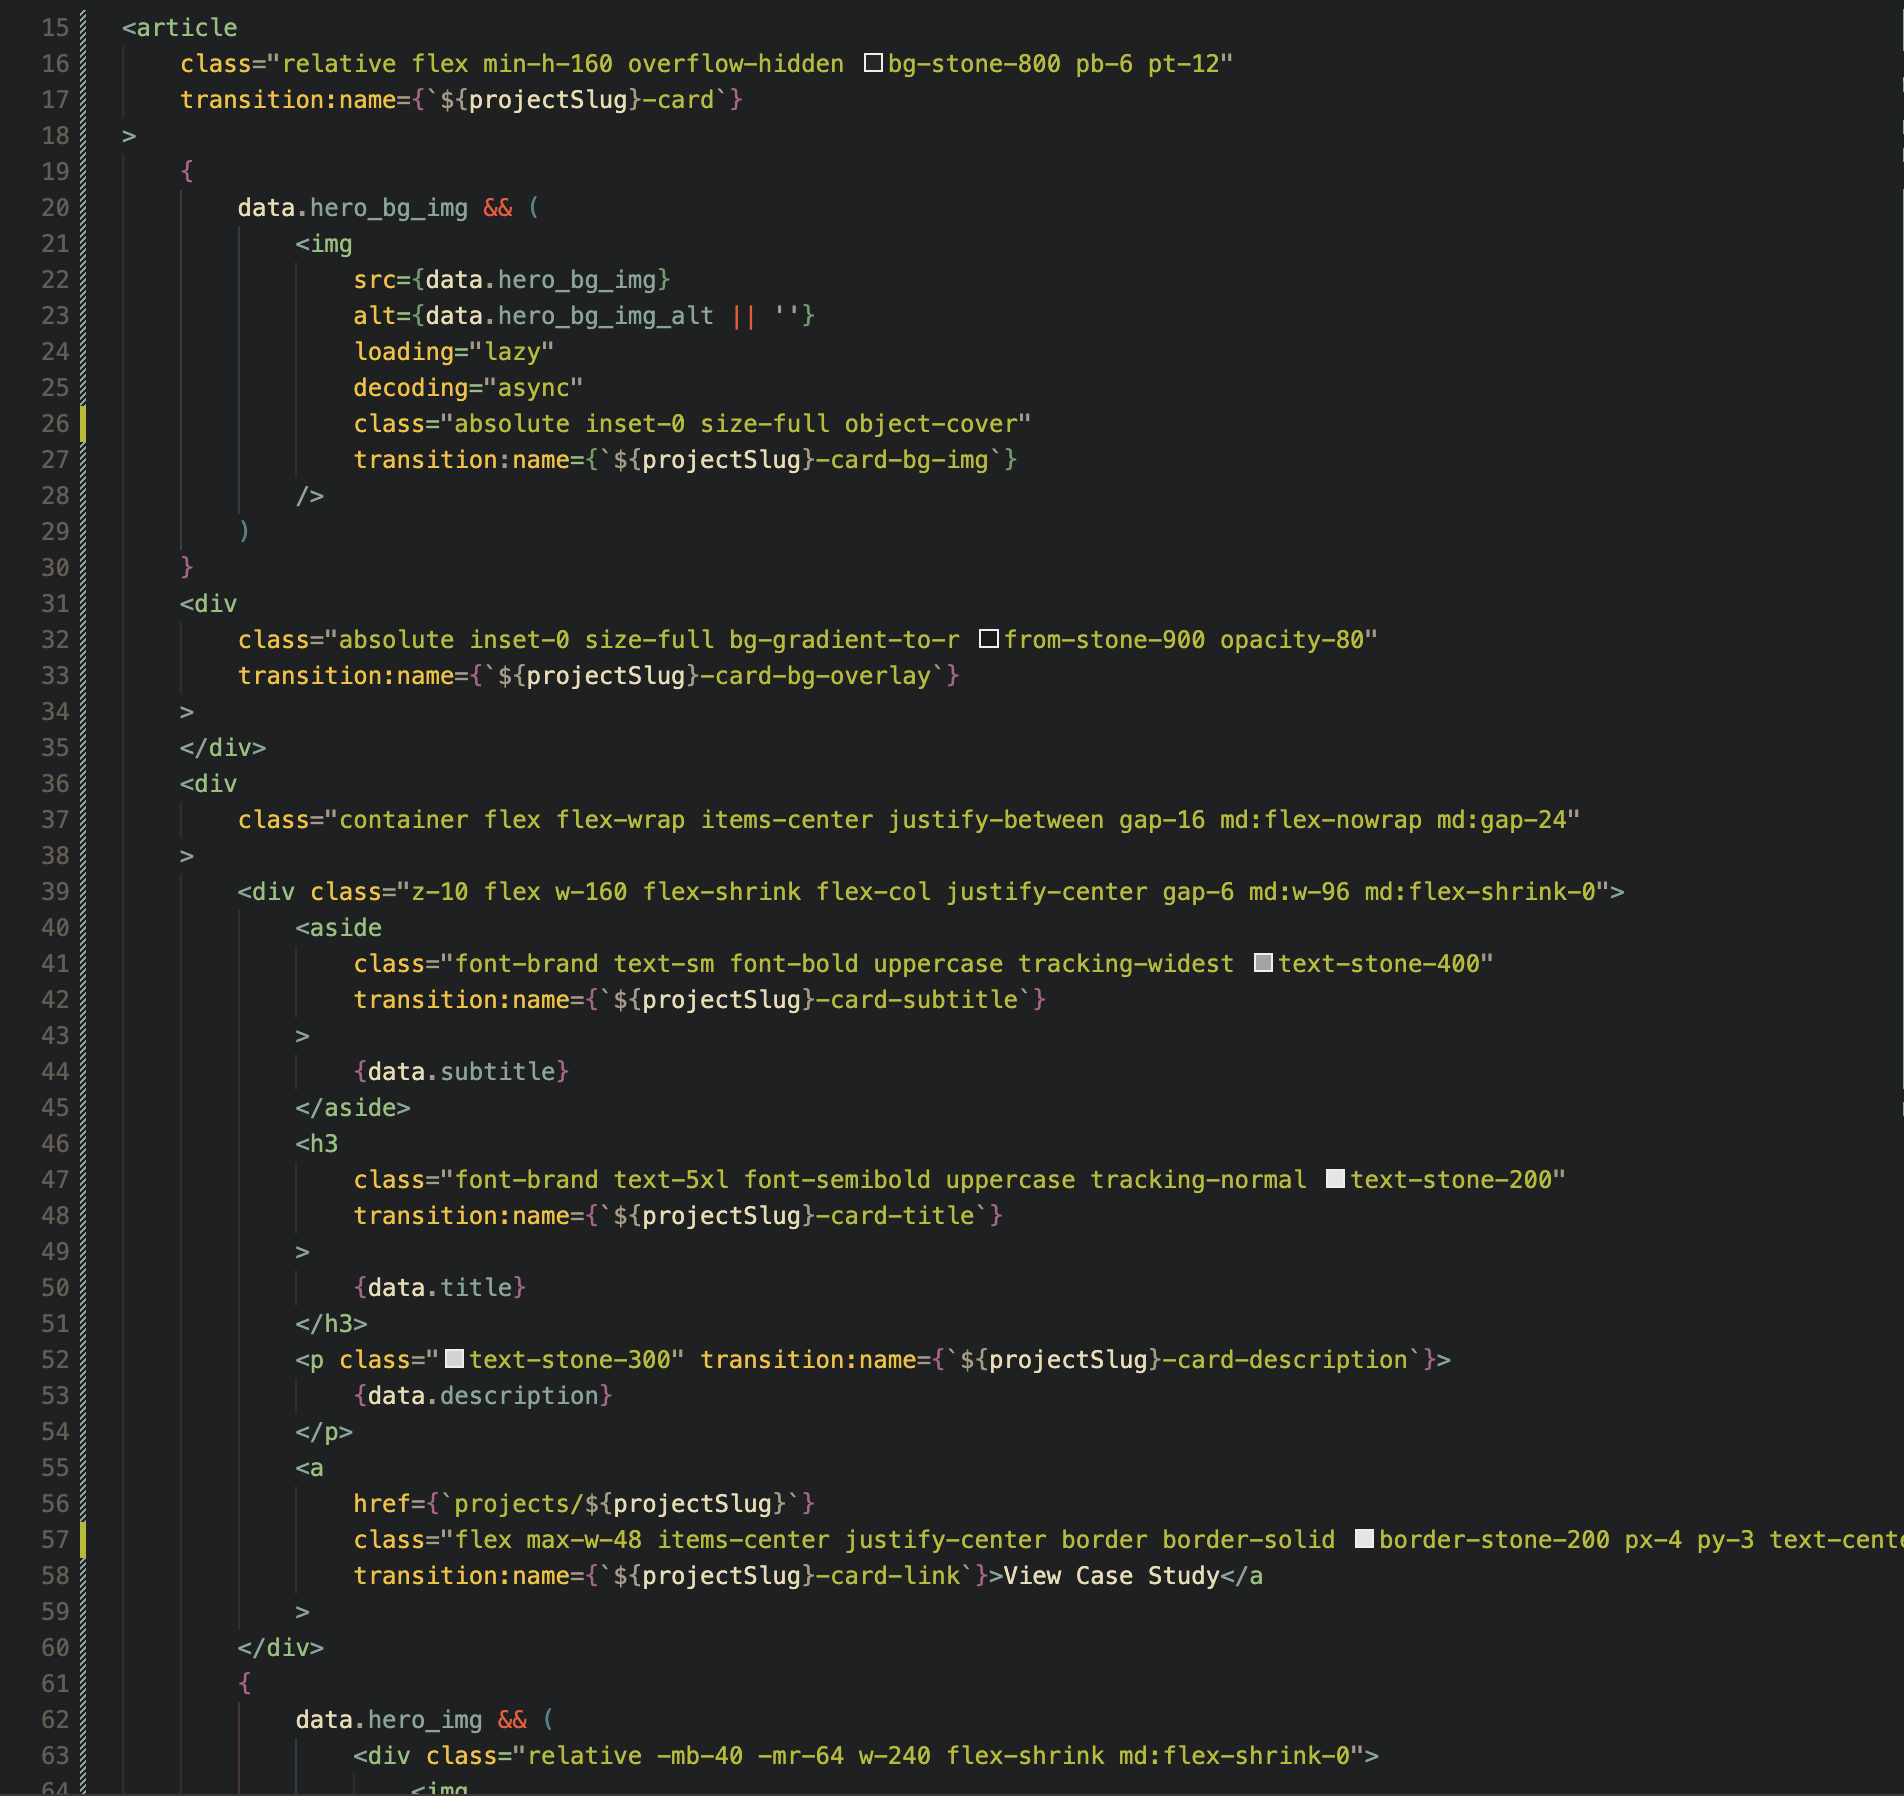 15 <article
16 class="relative flex min-h-160 overflow-hidden bg-stone-800 pb-6 pt-12"
17 transition:name={`${projectSlug}-card`}
18 >
19 {
20 data.hero_bg_img && (
21 <img
22 src={data.hero_bg_img}
23 alt={data.hero_bg_img_alt || ''}
24 loading="lazy"
25 decoding="async"
26 class="absolute inset-0 size-full object-cover"
27 transition:name={`${projectSlug}-card-bg-img`}
28 />
29 )
30 }
31 <div
32 class="absolute inset-0 size-full bg-gradient-to-r from-stone-900 opacity-80"
33 transition:name={`${projectSlug}-card-bg-overlay`}
34 >
35 </div>
36 <div
37 class="container flex flex-wrap items-center justify-between gap-16 md:flex-nowrap md:gap-24"
38 >
39 <div class="z-10 flex w-160 flex-shrink flex-col justify-center gap-6 md:w-96 md:flex-shrink-0">
40 <aside
41 class="font-brand text-sm font-bold uppercase tracking-widest text-stone-400"
42 transition:name={`${projectSlug}-card-subtitle`}
43 >
44 {data.subtitle}
45 </aside>
46 <h3
47 class="font-brand text-5xl font-semibold uppercase tracking-normal text-stone-200"
48 transition:name={`${projectSlug}-card-title`}
49 >
50 {data.title}
51 </h3>
52 <p class="text-stone-300" transition:name={`${projectSlug}-card-description`}>
53 {data.description}
54 </p>
55 <a
56 href={`projects/${projectSlug}`}
57 class="flex max-w-48 items-center justify-center border border-solid border-stone-200 px-4 py-3 text-cente
58 transition:name={`${projectSlug}-card-link`}>View Case Study</a
59 >
60 </div>
61 {
62 data.hero_img && (
63 <div class="relative -mb-40 -mr-64 w-240 flex-shrink md:flex-shrink-0">
64 <img